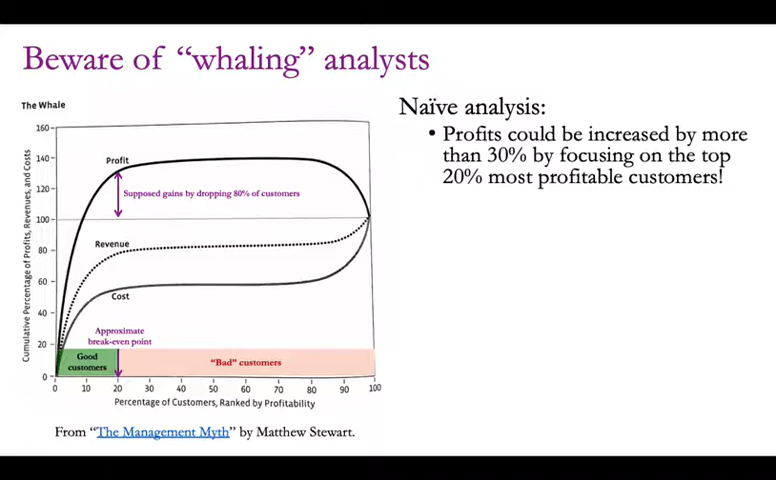 Beware of “whaling” analysts
The Whale
Cumulative Percentage of Profits, Revenues, and Costs
160
140
120
100
80
60
40
20
0
Profit
Supposed gains by dropping 80% of customers
Revenue
Cost
Approximate
break-even point
Good
customers
“Bad” customers
0 10 20 30 40 50 60 70 80 90 100
Percentage of Customers, Ranked by Profitability
From “The Management Myth” by Matthew Stewart.
Naïve analysis:
• Profits could be increased by more
than 30% by focusing on the top
20% most profitable customers!